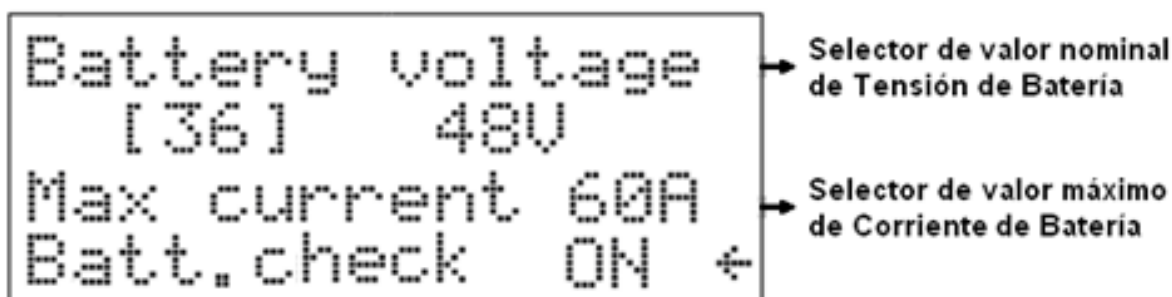 Battery voltage
[36] 48V
Max current 60A
Batt.check ON ←
Selector de valor nominal
de Tensión de Batería
Selector de valor máximo
de Corriente de Batería